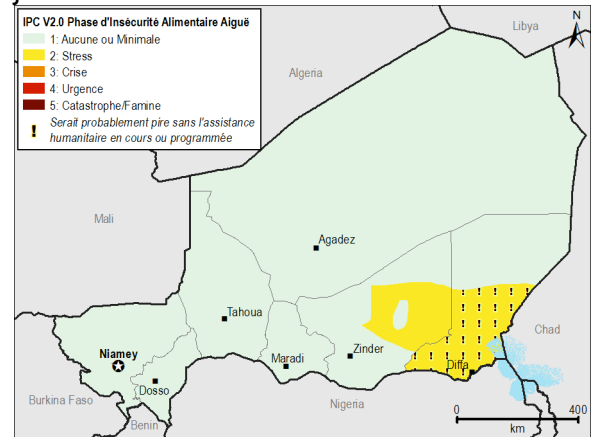 IPC V2.0 Phase d'Insécurité Alimentaire Aiguë
1: Aucune ou Minimale
2: Stress
3: Crise
4: Urgence
5: Catastrophe/Famine
! Serait probablement pire sans l'assistance
humanitaire en cours ou programmée
N
Libya
Algeria
Mali
Agadez
Tahoua
Chad
Zinder
Maradi
Diffa
Niamey
Dosso
Burkina Faso
Nigeria
Benin
0 400
km